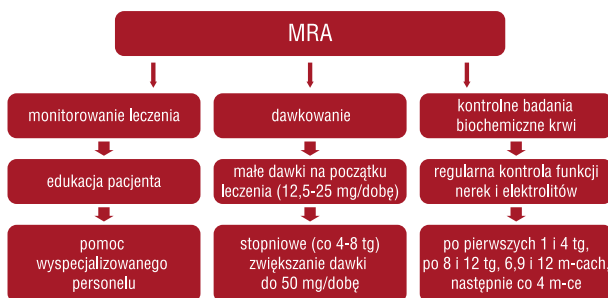 MRA
monitorowanie leczenia
dawkowanie
kontrolne badania
biochemiczne krwi
edukacja pacjenta
małe dawki na początku
leczenia (12,5-25 mg/dobę)
regularna kontrola funkcji
nerek i elektrolitów
pomoc
wyspecjalizowanego
personelu
stopniowe (co 4-8 tg)
zwiększanie dawki
do 50 mg/dobę
po pierwszych 1 i 4 tg,
po 8 i 12 tg, 6,9 i 12 m-cach,
następnie co 4 m-ce